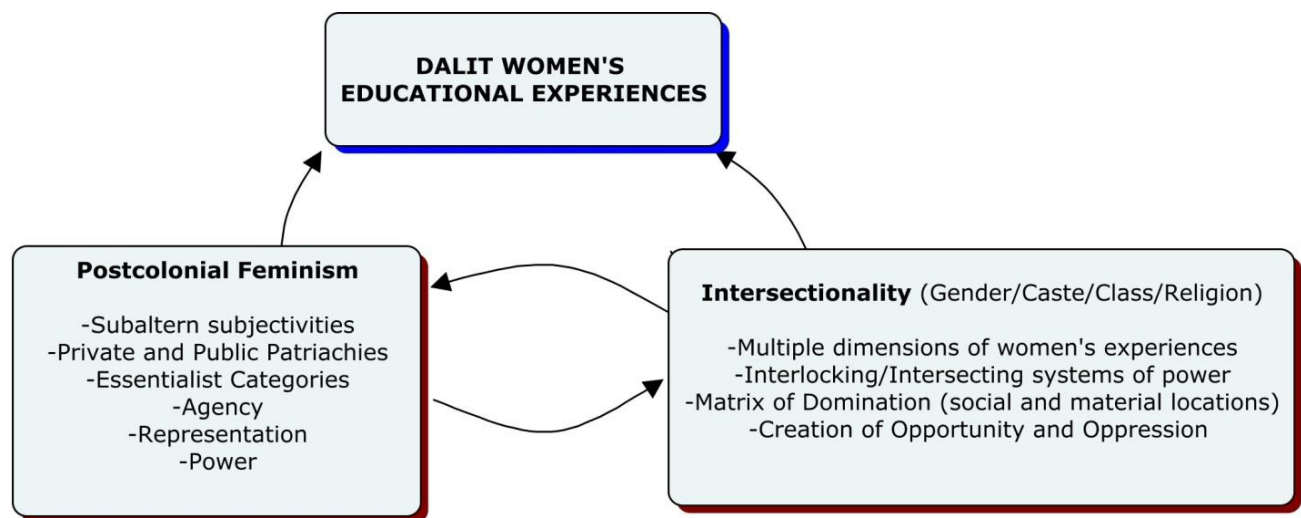 DALIT WOMEN'S
EDUCATIONAL EXPERIENCES
Postcolonial Feminism
-Subaltern subjectivities
-Private and Public Patriachies
-Essentialist Categories
-Agency
-Representation
-Power
Intersectionality (Gender/Caste/Class/Religion)
-Multiple dimensions of women's experiences
-Interlocking/Intersecting systems of power
-Matrix of Domination (social and material locations)
-Creation of Opportunity and Oppression